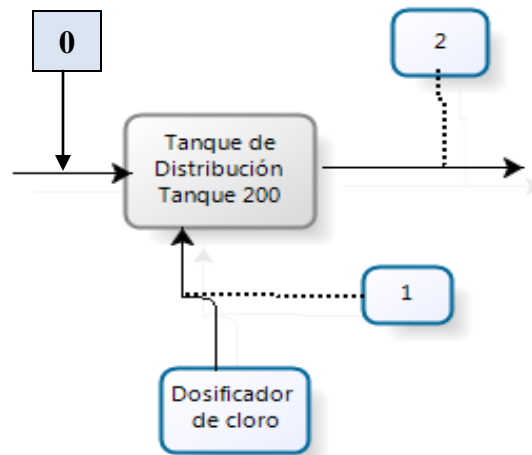 0
2
Tanque de
Distribución
Tanque 200
1
Dosificador
de cloro